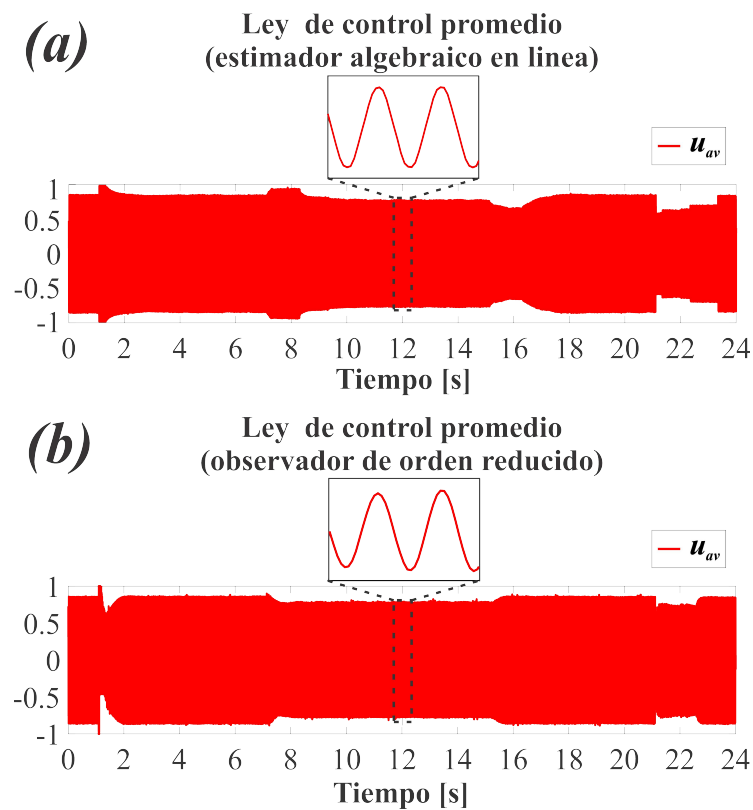 (a)
Ley de control promedio
(estimador algebraico en linea)
u_av
1
0.5
0
-0.5
-1
0 2 4 6 8 10 12 14 16 18 20 22 24
Tiempo [s]
(b)
Ley de control promedio
(observador de orden reducido)
u_av
1
0.5
0
-0.5
-1
0 2 4 6 8 10 12 14 16 18 20 22 24
Tiempo [s]